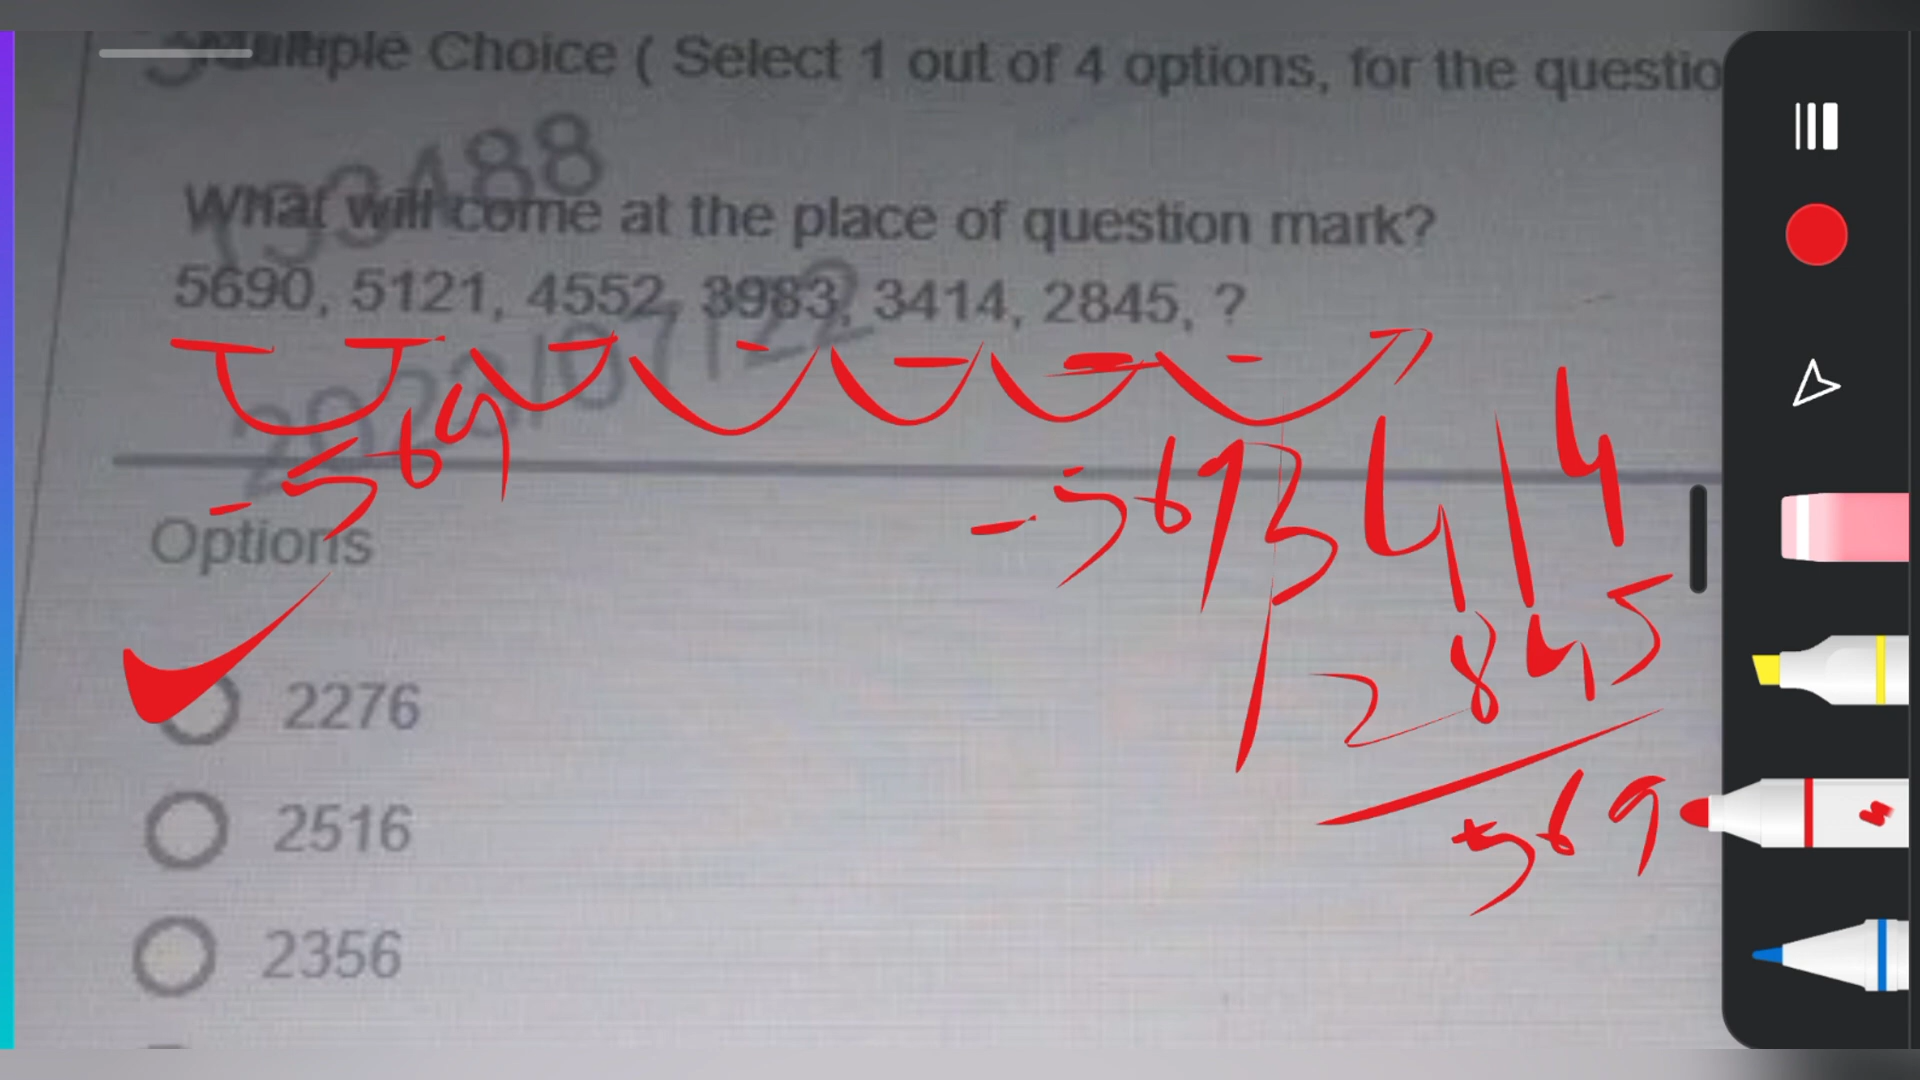 Multiple Choice ( Select 1 out of 4 options, for the questio
What will come at the place of question mark?
5690, 5121, 4552, 3983, 3414, 2845, ?
-569
-569
3414
2845
569
Options
2276
2516
2356